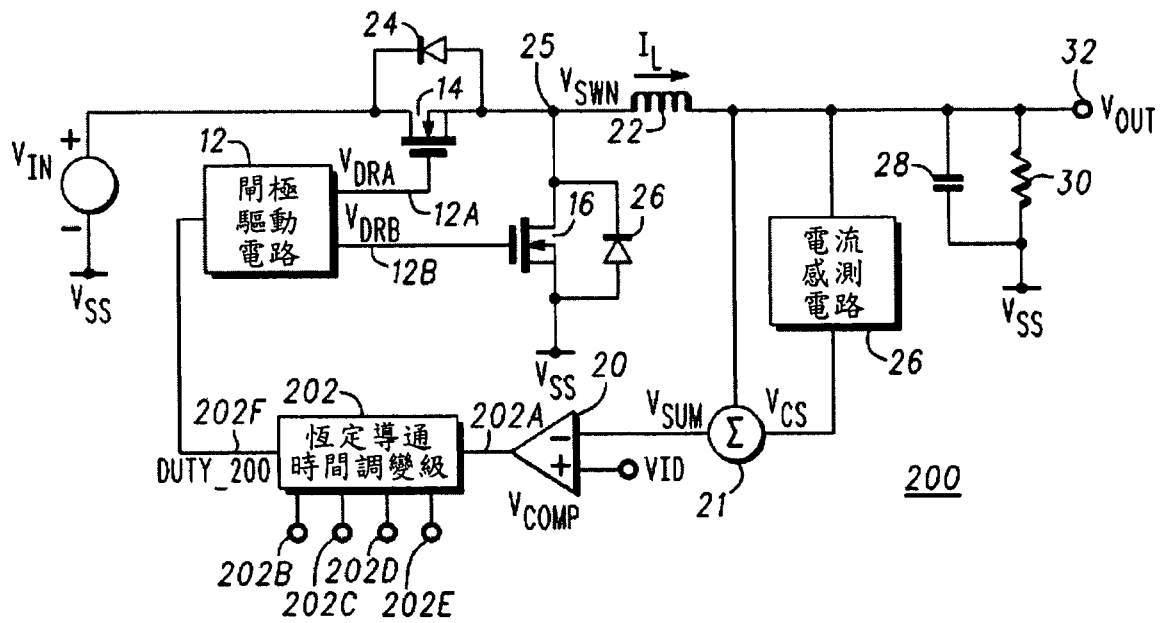 24
25
I_L
32
14
V_SWN
22
V_OUT
+
V_IN
-
12
閘極
驅動
電路
V_DRA
12A
V_DRB
12B
16
26
28
30
電流
感測
電路
26
V_SS
V_SS
V_SS
202
202F
202A
20
V_SUM
V_CS
恆定導通
時間調變級
-
+
Σ
VID
21
200
DUTY_200
V_COMP
202B
202C
202D
202E